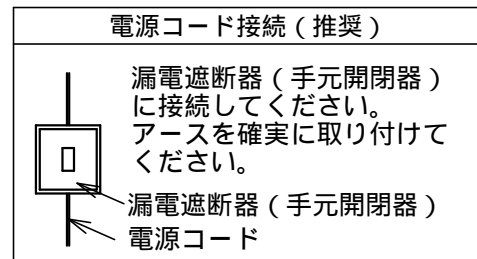 電源コード接続(推奨)
漏電遮断器(手元開閉器)
に接続してください。
アースを確実に取り付けて
ください。
漏電遮断器(手元開閉器)
電源コード